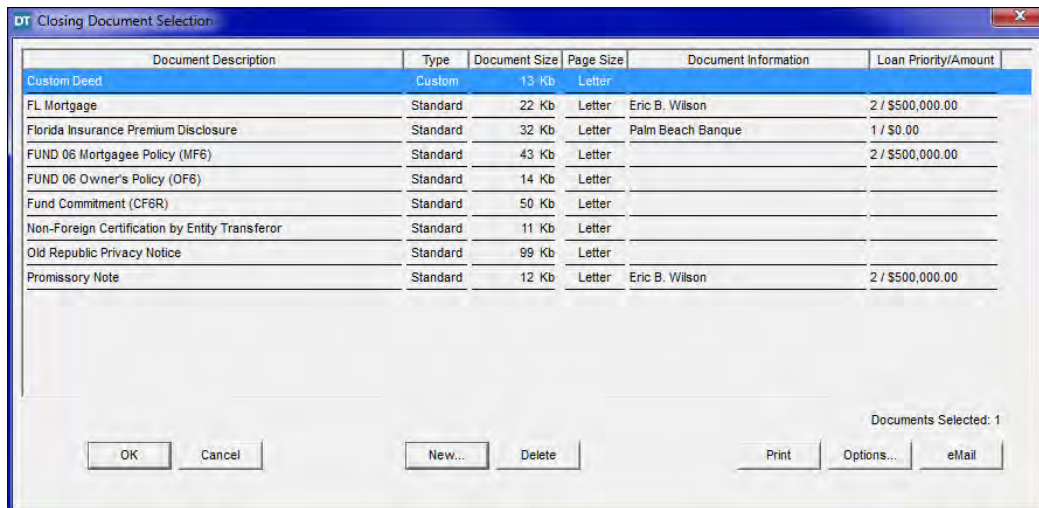 DT Closing Document Selection X
Document Description Type Document Size Page Size Document Information Loan Priority/Amount
Custom Deed Custom 13 Kb Letter
FL Mortgage Standard 22 Kb Letter Eric B. Wilson 2 / $500,000.00
Florida Insurance Premium Disclosure Standard 32 Kb Letter Palm Beach Banque 1 / $0.00
FUND 06 Mortgagee Policy (MF6) Standard 43 Kb Letter 2 / $500,000.00
FUND 06 Owner's Policy (OF6) Standard 14 Kb Letter
Fund Commitment (CF6R) Standard 50 Kb Letter
Non-Foreign Certification by Entity Transferor Standard 11 Kb Letter
Old Republic Privacy Notice Standard 99 Kb Letter
Promissory Note Standard 12 Kb Letter Eric B. Wilson 2 / $500,000.00
Documents Selected: 1
OK Cancel New... Delete Print Options... eMail